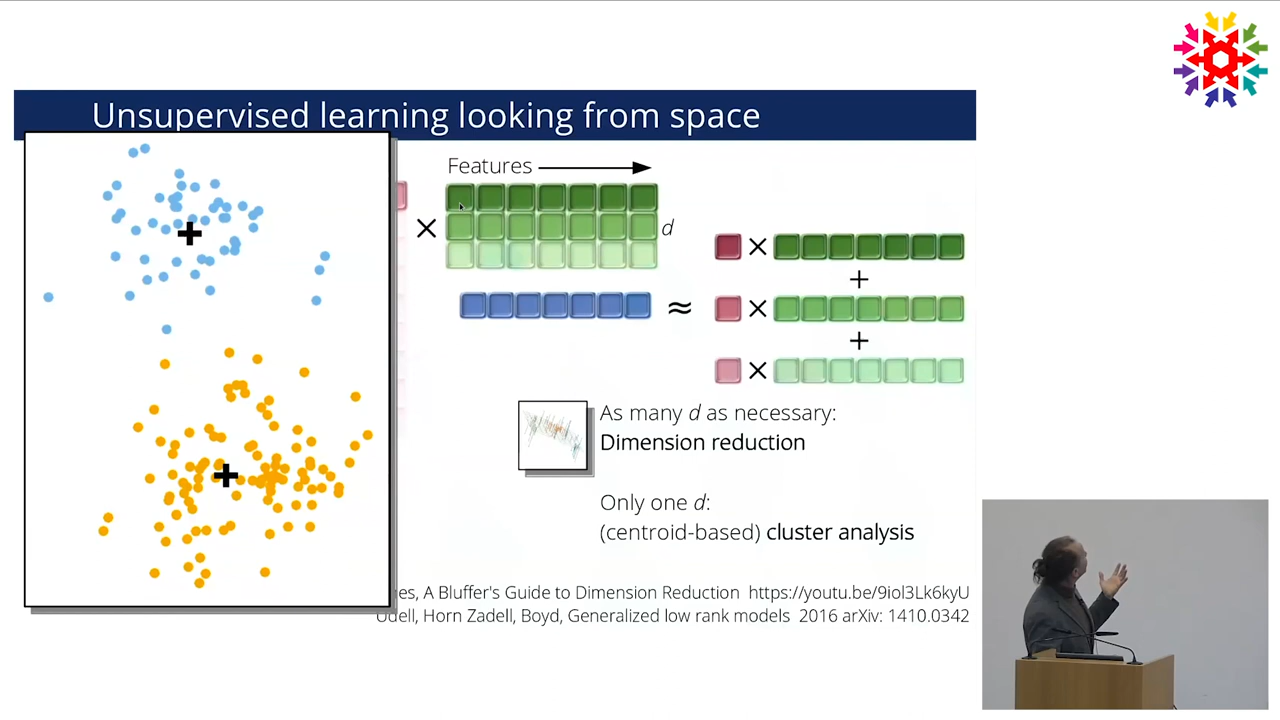 Unsupervised learning looking from space
Features
× d
×
+
≈ ×
+
×
As many d as necessary:
Dimension reduction
Only one d:
(centroid-based) cluster analysis
A Bluffer's Guide to Dimension Reduction https://youtu.be/9iol3Lk6kyU
Udell, Horn Zadell, Boyd, Generalized low rank models 2016 arXiv: 1410.0342